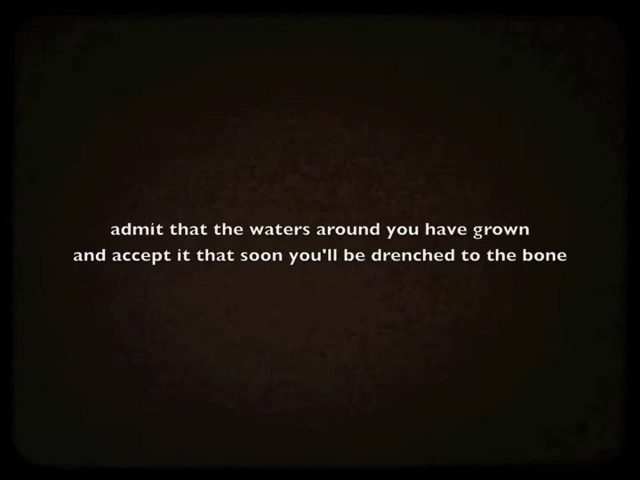 admit that the waters around you have grown
and accept it that soon you'll be drenched to the bone